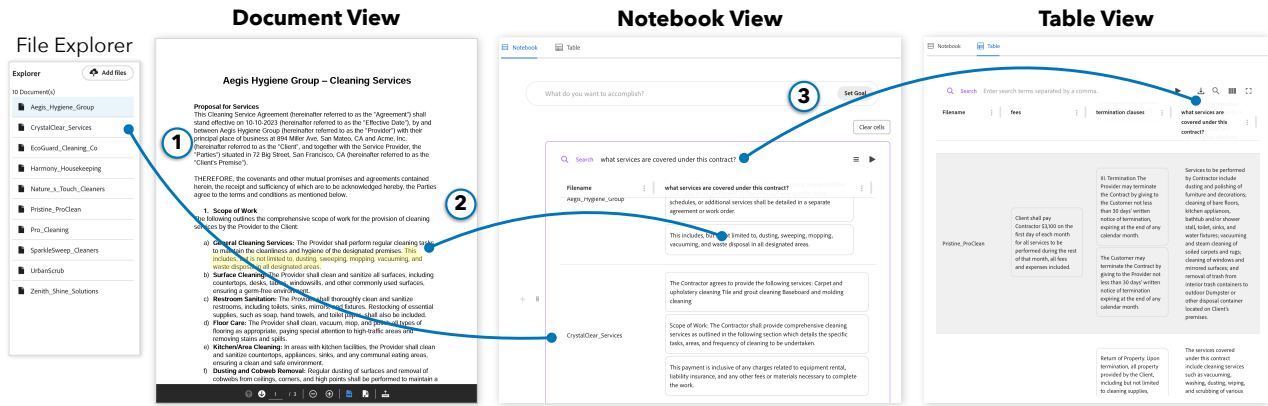 Document View
Notebook View
Table View
File Explorer
Explorer
Add files
10 Document(s)
Aegis_Hygiene_Group
CrystalClear_Services
EcoGuard_Cleaning_Co
Harmony_Housekeeping
Nature_s_Touch_Cleaners
Pristine_ProClean
Pro_Cleaning
SparkleSweep_Cleaners
UrbanScrub
Zenith_Shine_Solutions
1
Aegis Hygiene Group – Cleaning Services
Proposal for Services
This Cleaning Service Agreement (hereinafter referred to as the "Agreement") shall
stand effective on 10-10-2023 (hereinafter referred to as the "Effective Date"), by and
between Aegis Hygiene Group (hereinafter referred to as the "Provider") with their
principal place of business at 894 Miller Ave, San Mateo, CA and Acme, Inc.
(hereinafter referred to as the "Client", and together with the Service Provider, the
"Parties") situated in 72 Big Street, San Francisco, CA (hereinafter referred to as the
"Client's Premise").
THEREFORE, the covenants and other mutual promises and agreements contained
herein, the receipt and sufficiency of which are to be acknowledged hereby, the Parties
agree to the terms and conditions as mentioned below.
1. Scope of Work
The following outlines the comprehensive scope of work for the provision of cleaning
services by the Provider to the Client:
a) General Cleaning Services: The Provider shall perform regular cleaning tasks
to maintain the cleanliness and hygiene of the designated premises. This
includes, but is not limited to, dusting, sweeping, mopping, vacuuming, and
waste disposal in all designated areas.
b) Surface Cleaning: The Provider shall clean and sanitize all surfaces, including
countertops, desks, tables, windowsills, and other commonly used surfaces,
ensuring a germ-free environment.
c) Restroom Sanitation: The Provider shall thoroughly clean and sanitize
restrooms, including toilets, sinks, mirrors, and fixtures. Restocking of essential
supplies, such as soap, hand towels, and toilet paper, shall also be included.
d) Floor Care: The Provider shall clean, vacuum, mop, and polish all types of
flooring as appropriate, paying special attention to high-traffic areas and
removing stains and spills.
e) Kitchen/Area Cleaning: In areas with kitchen facilities, the Provider shall clean
and sanitize countertops, appliances, sinks, and any communal eating areas,
ensuring a clean and safe environment.
f) Dusting and Cobweb Removal: Regular dusting of surfaces and removal of
cobwebs from ceilings, corners, and high points shall be performed to maintain a
1 / 3
2
Notebook
Table
What do you want to accomplish?
Set Goal
3
Clear cells
Search what services are covered under this contract?
Filename
what services are covered under this contract?
Aegis_Hygiene_Group
schedules, or additional services shall be detailed in a separate
agreement or work order.
This includes, but is not limited to, dusting, sweeping, mopping,
vacuuming, and waste disposal in all designated areas.
CrystalClear_Services
The Contractor agrees to provide the following services: Carpet and
upholstery cleaning Tile and grout cleaning Baseboard and molding
cleaning
Scope of Work: The Contractor shall provide comprehensive cleaning
services as outlined in the following section which details the specific
tasks, areas, and frequency of cleaning to be undertaken.
This payment is inclusive of any charges related to equipment rental,
liability insurance, and any other fees or materials necessary to complete
the work.
Notebook
Table
Search Enter search terms separated by a comma.
Filename
fees
termination clauses
what services are
covered under this
contract?
Pristine_ProClean
Client shall pay
Contractor $3,100 on the
first day of each month
for all services to be
performed during the rest
of that month, all fees
and expenses included.
III. Termination The
Provider may terminate
the Contract by giving to
the Customer not less
than 30 days' written
notice of termination,
expiring at the end of any
calendar month.
The Customer may
terminate the Contract by
giving to the Provider not
less than 30 days' written
notice of termination
expiring at the end of any
calendar month.
Services to be performed
by Contractor include
dusting and polishing of
furniture and decorations;
cleaning of bare floors,
kitchen appliances,
bathtub and/or shower
stall, toilet, sinks, and
water fixtures; vacuuming
and steam cleaning of
soiled carpets and rugs;
cleaning of windows and
mirrored surfaces; and
removal of trash from
interior trash containers to
outdoor Dumpster or
other disposal container
located on Client's
premises.
Return of Property. Upon
termination, all property
provided by the Client,
including but not limited
to cleaning supplies,
The services covered
under this contract
include cleaning services
such as vacuuming,
washing, dusting, wiping,
and scrubbing of various